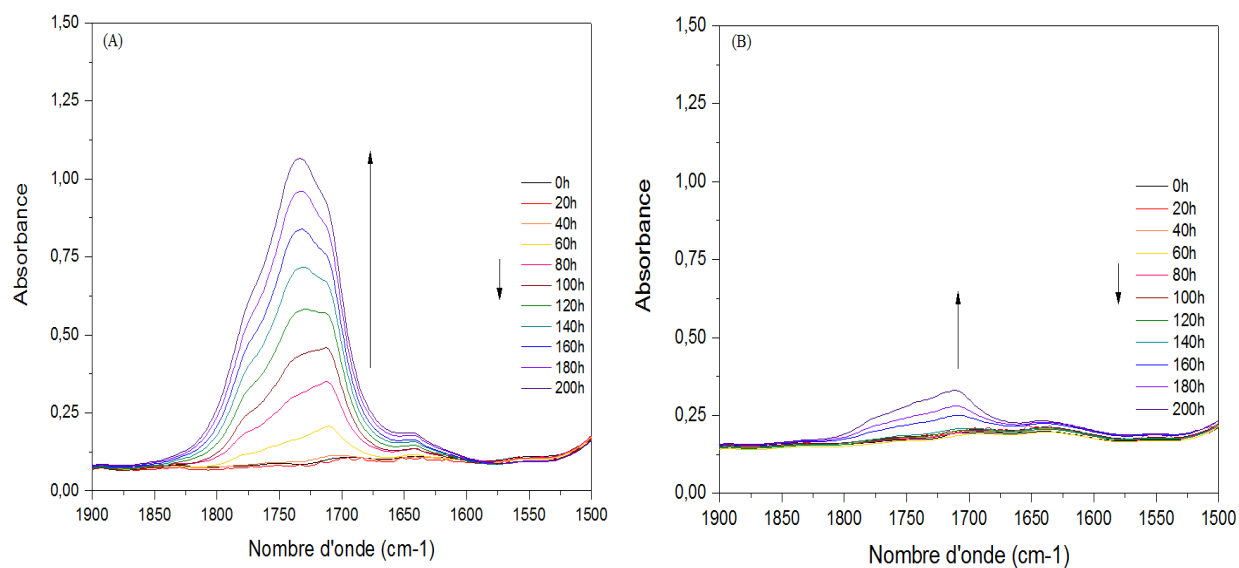 (A)
Absorbance
1,50
1,25
1,00
0,75
0,50
0,25
0,00
1900 1850 1800 1750 1700 1650 1600 1550 1500
Nombre d'onde (cm-1)
0h
20h
40h
60h
80h
100h
120h
140h
160h
180h
200h
(B)
Absorbance
1,50
1,25
1,00
0,75
0,50
0,25
0,00
1900 1850 1800 1750 1700 1650 1600 1550 1500
Nombre d'onde (cm-1)
0h
20h
40h
60h
80h
100h
120h
140h
160h
180h
200h